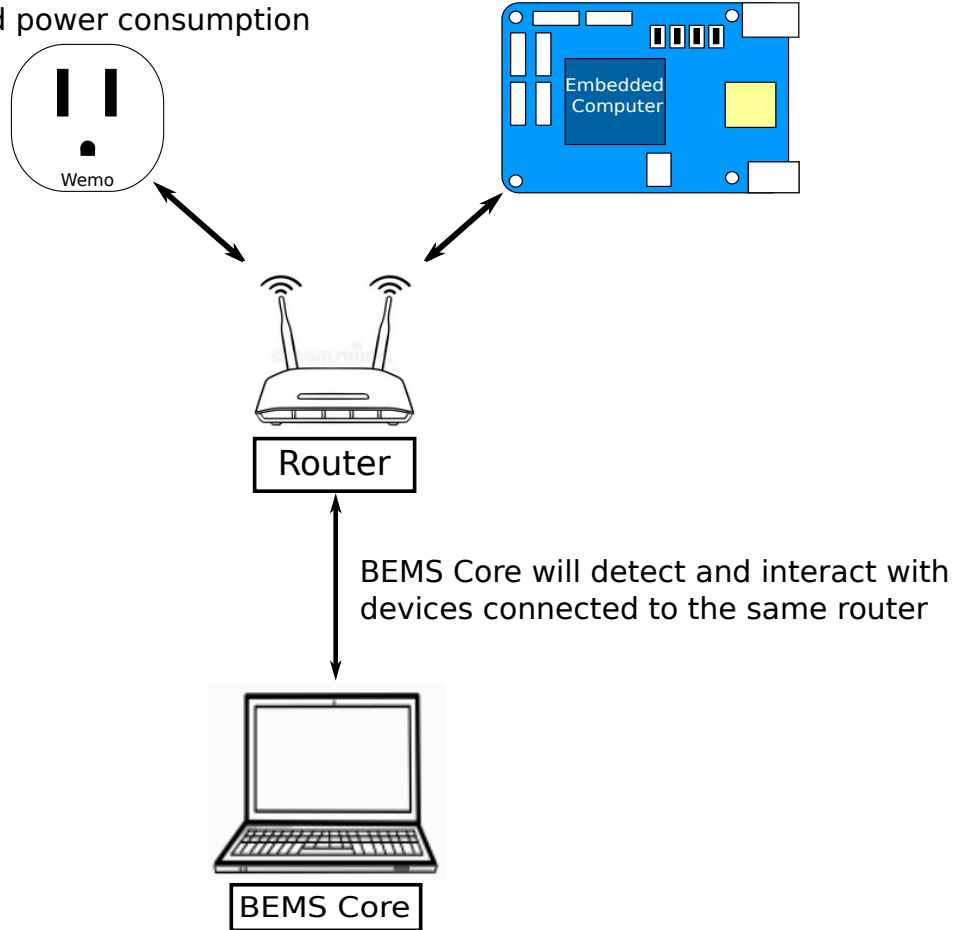 power consumption
Embedded
Computer
Wemo
dreamstime.
Router
BEMS Core will detect and interact with
devices connected to the same router
BEMS Core